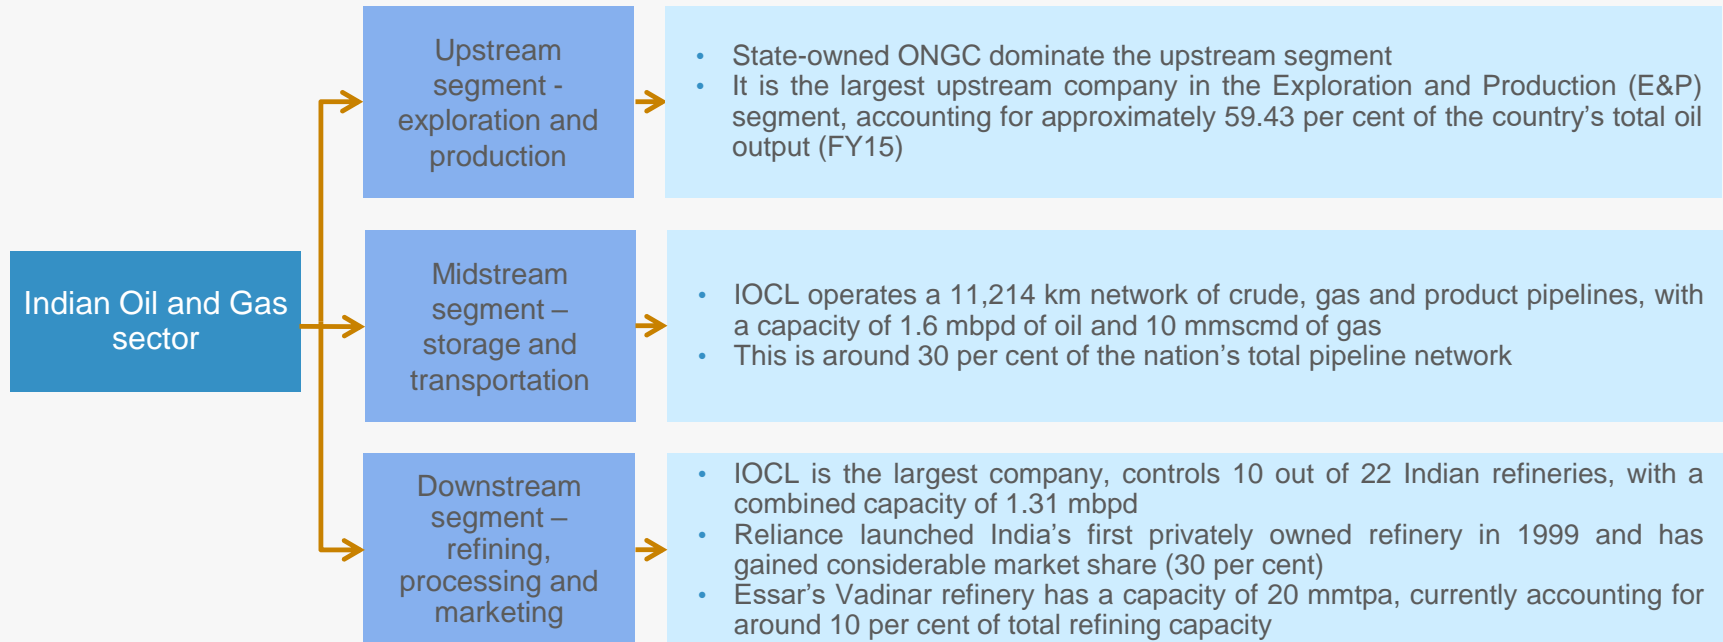 Indian Oil and Gas
sector
Upstream
segment -
exploration and
production
• State-owned ONGC dominate the upstream segment
• It is the largest upstream company in the Exploration and Production (E&P)
segment, accounting for approximately 59.43 per cent of the country's total oil
output (FY15)
Midstream
segment –
storage and
transportation
• IOCL operates a 11,214 km network of crude, gas and product pipelines, with
a capacity of 1.6 mbpd of oil and 10 mmscmd of gas
• This is around 30 per cent of the nation's total pipeline network
Downstream
segment –
refining,
processing and
marketing
• IOCL is the largest company, controls 10 out of 22 Indian refineries, with a
combined capacity of 1.31 mbpd
• Reliance launched India's first privately owned refinery in 1999 and has
gained considerable market share (30 per cent)
• Essar's Vadinar refinery has a capacity of 20 mmtpa, currently accounting for
around 10 per cent of total refining capacity